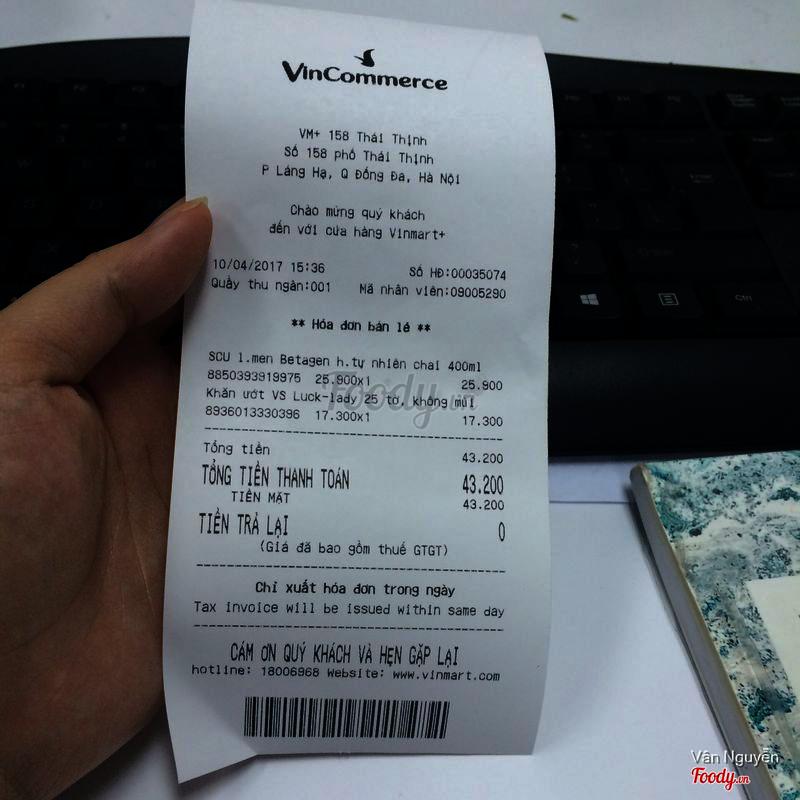 VinCommerce
VM+ 158 Thái Thịnh
Số 158 phố Thái Thịnh
P Láng Hạ, Q Đống Đa, Hà Nội
Chào mừng quý khách
đến với cửa hàng Vinmart+
10/04/2017 15:36 Số HĐ:00035074
Quầy thu ngân:001 Mã nhân viên:09005290
** Hóa đơn bán lẻ **
SCU l.men Betagen h.tự nhiên chai 400ml
8850393919975 25.900x1 25.900
Khăn ướt VS Luck-lady 25 tờ, không mùi
8936013330396 17.300x1 17.300
Tổng tiền 43.200
TỔNG TIỀN THANH TOÁN 43.200
TIỀN MẶT 43.200
TIỀN TRẢ LẠI 0
(Giá đã bao gồm thuế GTGT)
Chỉ xuất hóa đơn trong ngày
Tax invoice will be issued within same day
CÁM ƠN QUÝ KHÁCH VÀ HẸN GẶP LẠI
hotline: 18006968 Website: www.vinmart.com
Foody.vn
Ctrl
Vân Nguyễn
Foody.vn